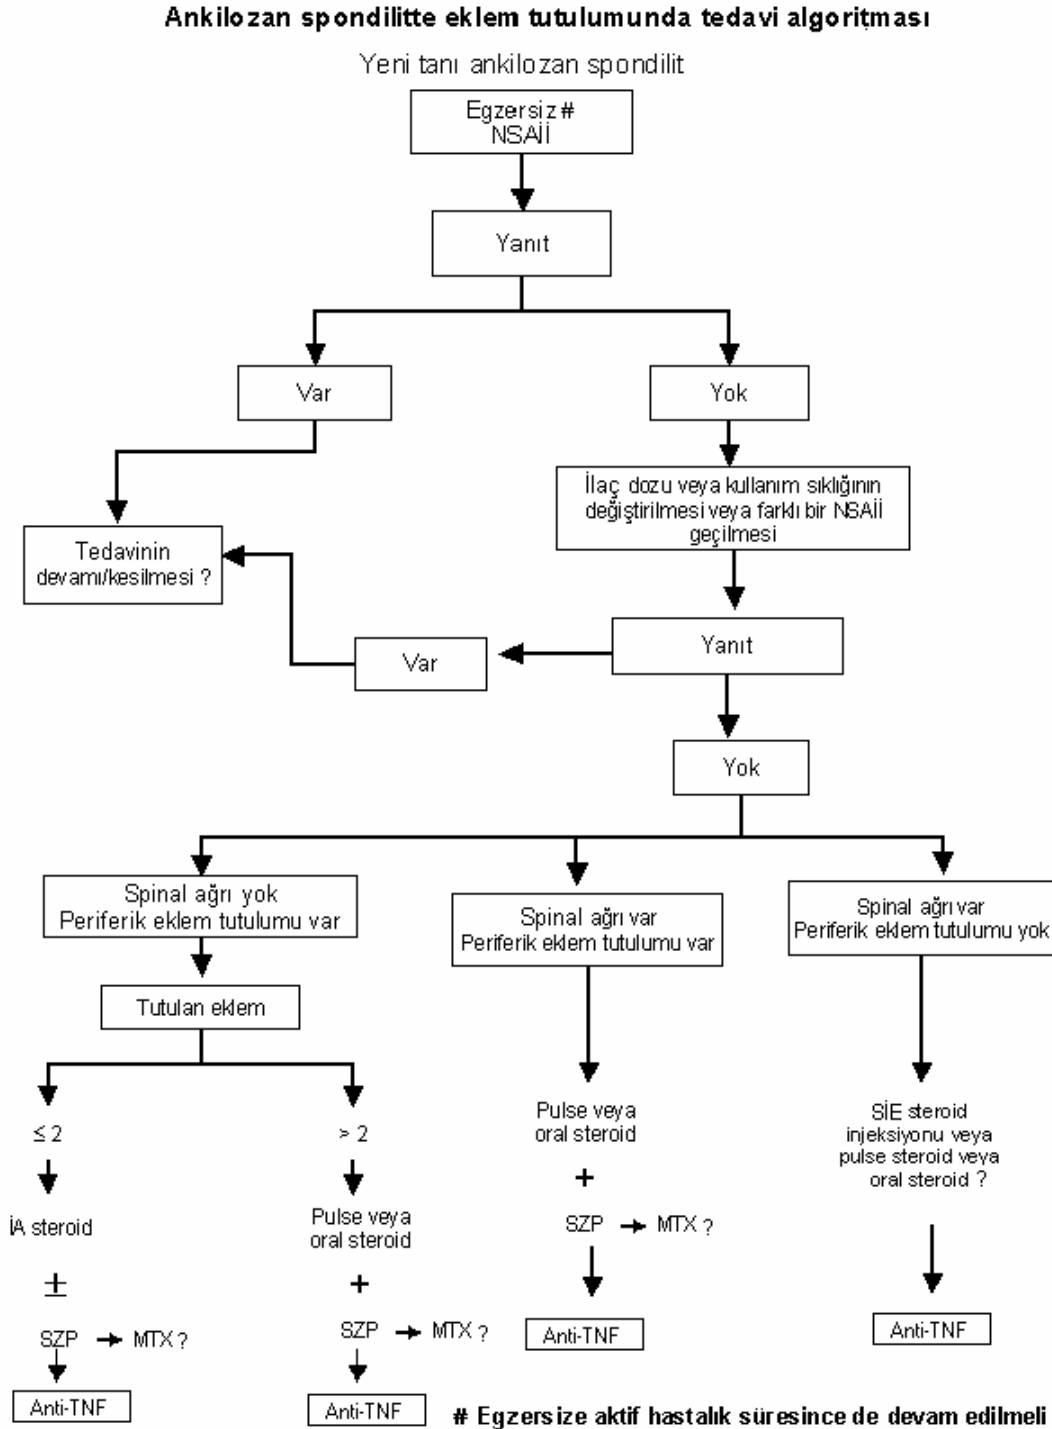 Ankilozan spondilitte eklem tutulumunda tedavi algoritması
Yeni tanı ankilozan spondilit
Egzersiz #
NSAİİ
Yanıt
Var
Yok
İlaç dozu veya kullanım sıklığının
değiştirilmesi veya farklı bir NSAİİ
geçilmesi
Tedavinin
devamı/kesilmesi ?
Yanıt
Var
Yok
Spinal ağrı yok
Periferik eklem tutulumu var
Spinal ağrı var
Periferik eklem tutulumu var
Spinal ağrı var
Periferik eklem tutulumu yok
Tutulan eklem
≤ 2
> 2
İA steroid
±
SZP → MTX ?
Anti-TNF
Pulse veya
oral steroid
+
SZP → MTX ?
Anti-TNF
Pulse veya
oral steroid
+
SZP → MTX ?
Anti-TNF
SİE steroid
injeksiyonu veya
pulse steroid veya
oral steroid ?
Anti-TNF
# Egzersize aktif hastalık süresince de devam edilmeli